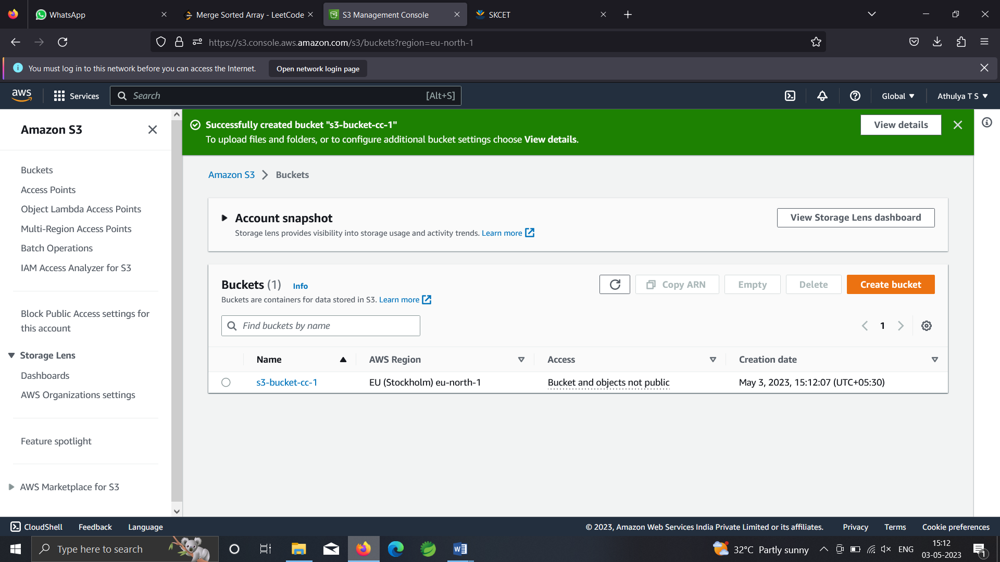 WhatsApp
Merge Sorted Array - LeetCode
S3 Management Console
SKCET
https://s3.console.aws.amazon.com/s3/buckets?region=eu-north-1
You must log in to this network before you can access the Internet.
Open network login page
aws
Services
Search
[Alt+S]
Global
Athulya T S
Amazon S3
Successfully created bucket "s3-bucket-cc-1"
To upload files and folders, or to configure additional bucket settings choose View details.
View details
Buckets
Access Points
Object Lambda Access Points
Multi-Region Access Points
Batch Operations
IAM Access Analyzer for S3
Block Public Access settings for
this account
Storage Lens
Dashboards
AWS Organizations settings
Feature spotlight
AWS Marketplace for S3
Amazon S3
Buckets
Account snapshot
Storage lens provides visibility into storage usage and activity trends. Learn more
View Storage Lens dashboard
Buckets (1) Info
Buckets are containers for data stored in S3. Learn more
Copy ARN
Empty
Delete
Create bucket
Find buckets by name
1
Name AWS Region Access Creation date
s3-bucket-cc-1 EU (Stockholm) eu-north-1 Bucket and objects not public May 3, 2023, 15:12:07 (UTC+05:30)
CloudShell Feedback Language
© 2023, Amazon Web Services India Private Limited or its affiliates. Privacy Terms Cookie preferences
Type here to search
32°C Partly sunny
ENG
15:12
03-05-2023
1